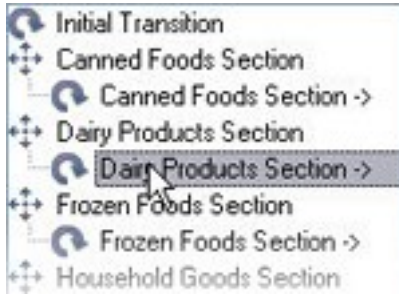 Initial Transition
Canned Foods Section
Canned Foods Section ->
Dairy Products Section
Dairy Products Section ->
Frozen Foods Section
Frozen Foods Section ->
Household Goods Section